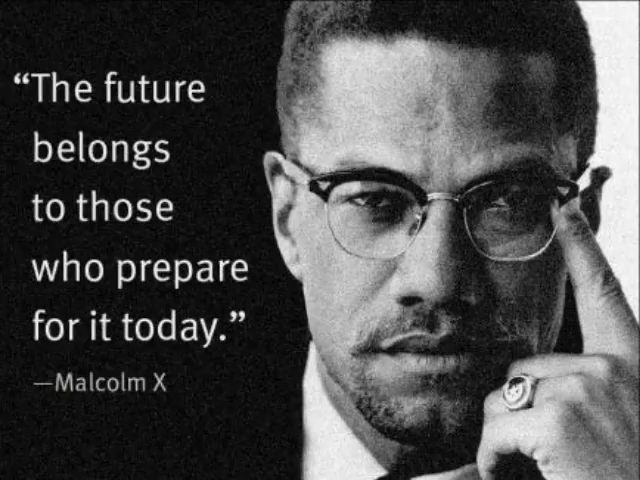 “The future
belongs
to those
who prepare
for it today.”
—Malcolm X